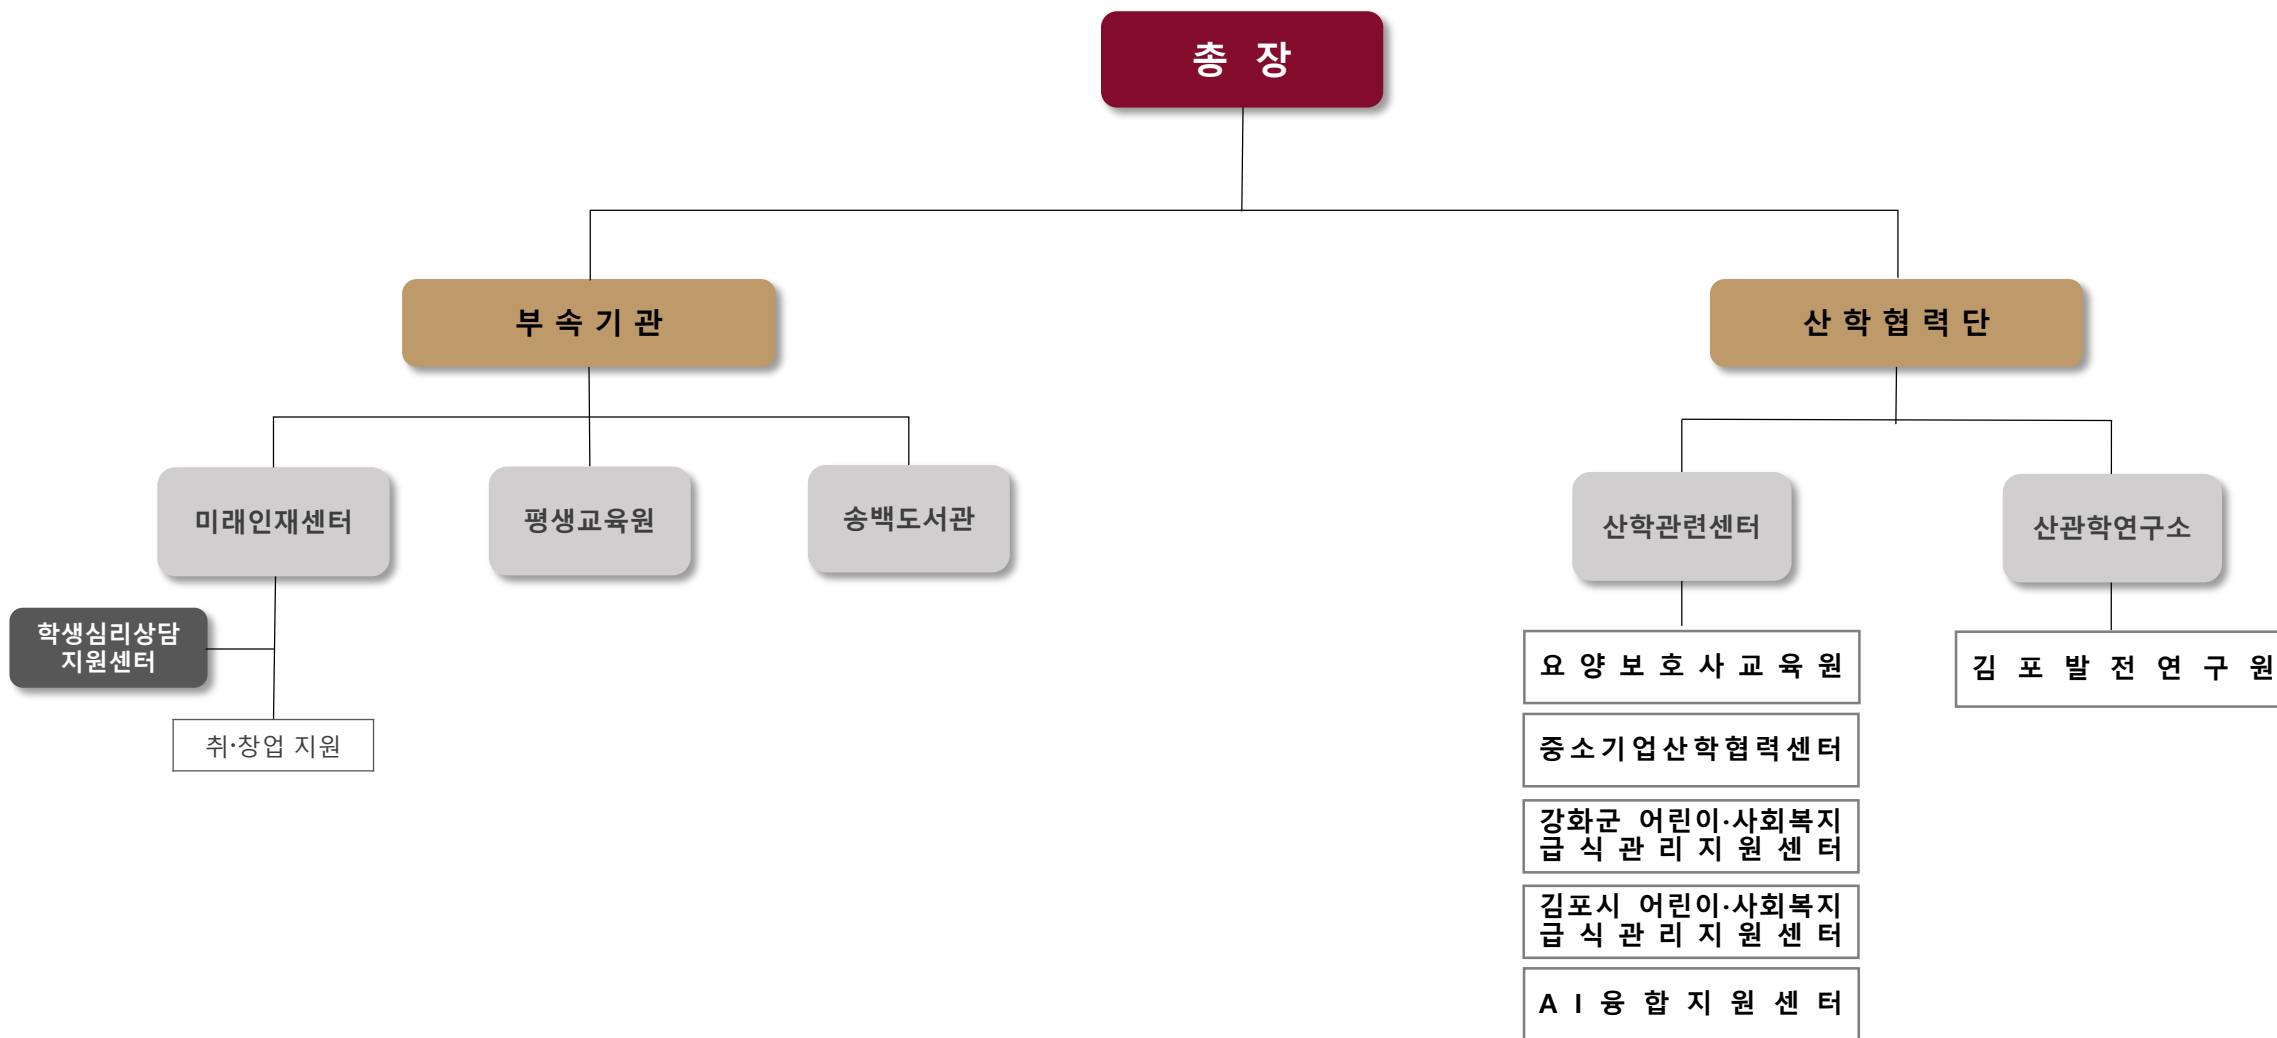 총 장
부속기관
산학협력단
미래인재센터
평생교육원
송백도서관
산학관련센터
산관학연구소
학생심리상담
지원센터
취·창업 지원
요양보호사교육원
김포발전연구원
중소기업산학협력센터
강화군 어린이·사회복지
급식관리지원센터
김포시 어린이·사회복지
급식관리지원센터
AI융합지원센터